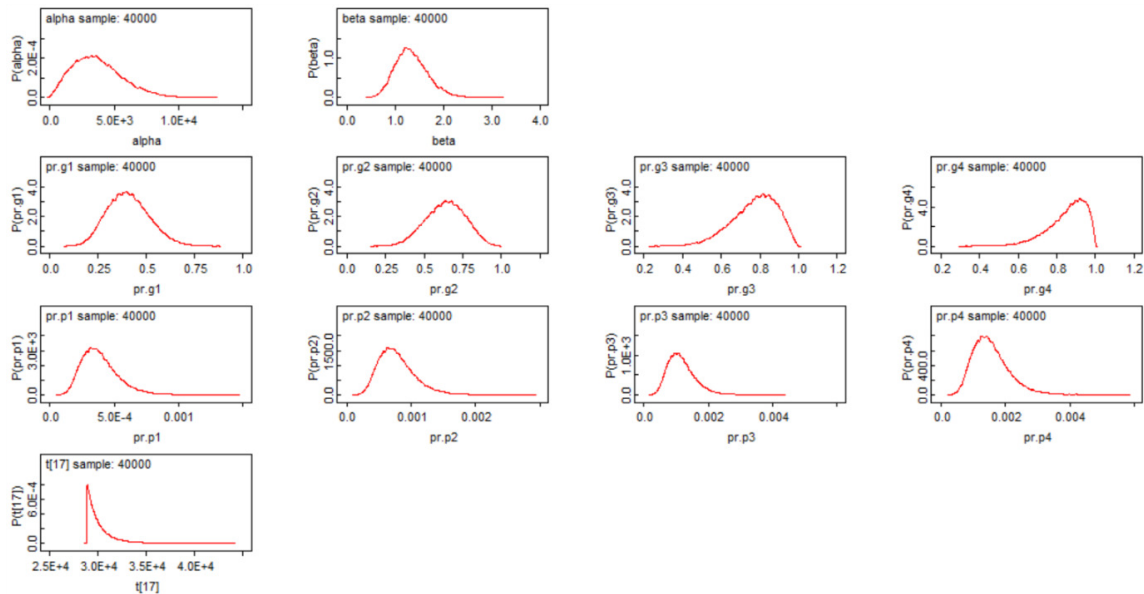 alpha sample: 40000
P(alpha)
0.0 2.0E-4
0.0 5.0E+3 1.0E+4
alpha
beta sample: 40000
P(beta)
0.0 1.0
0.0 1.0 2.0 3.0 4.0
beta
pr.g1 sample: 40000
P(pr.g1)
0.0 2.0 4.0
0.0 0.25 0.5 0.75 1.0
pr.g1
pr.g2 sample: 40000
P(pr.g2)
0.0 2.0 4.0
0.0 0.25 0.5 0.75 1.0
pr.g2
pr.g3 sample: 40000
P(pr.g3)
0.0 2.0 4.0
0.2 0.4 0.6 0.8 1.0 1.2
pr.g3
pr.g4 sample: 40000
P(pr.g4)
0.0 4.0
0.2 0.4 0.6 0.8 1.0 1.2
pr.g4
pr.p1 sample: 40000
P(pr.p1)
0.0 3.0E+3
0.0 5.0E-4 0.001
pr.p1
pr.p2 sample: 40000
P(pr.p2)
0.0 1500.0
0.0 0.001 0.002
pr.p2
pr.p3 sample: 40000
P(pr.p3)
0.0 1.0E+3
0.0 0.002 0.004
pr.p3
pr.p4 sample: 40000
P(pr.p4)
0.0 400.0
0.0 0.002 0.004
pr.p4
t[17] sample: 40000
P(t[17])
0.0 6.0E-4
2.5E+4 3.0E+4 3.5E+4 4.0E+4
t[17]